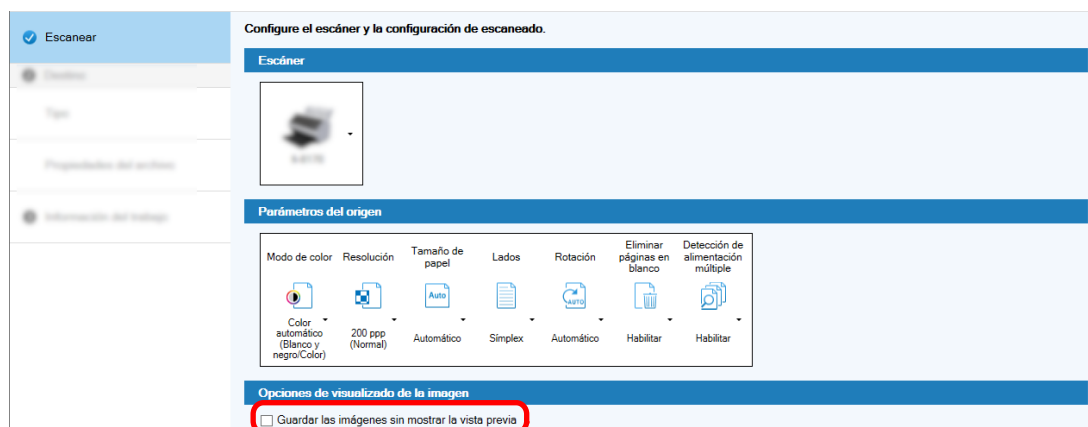 Escanear
Configure el escáner y la configuración de escaneado.
Escáner
Parámetros del origen
Modo de color
Resolución
Tamaño de
papel
Lados
Rotación
Eliminar
páginas en
blanco
Detección de
alimentación
múltiple
Auto
AUTO
Color
automático
(Blanco y
negro/Color)
200 ppp
(Normal)
Automático
Símplex
Automático
Habilitar
Habilitar
Opciones de visualizado de la imagen
Guardar las imágenes sin mostrar la vista previa